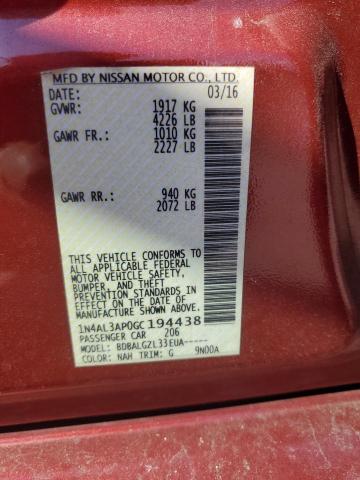 MFD BY NISSAN MOTOR CO., LTD.
DATE: 03/16
GVWR: 1917 KG
4226 LB
GAWR FR.: 1010 KG
2227 LB
GAWR RR.: 940 KG
2072 LB
THIS VEHICLE CONFORMS TO
ALL APPLICABLE FEDERAL
MOTOR VEHICLE SAFETY,
BUMPER, AND THEFT
PREVENTION STANDARDS
IN EFFECT ON THE DATE OF
MANUFACTURE SHOWN ABOVE.
1N4AL3AP0GC194438
PASSENGER CAR 206
MODEL: BDBALGZL33EUA-----
COLOR: NAH TRIM: G 9N00A